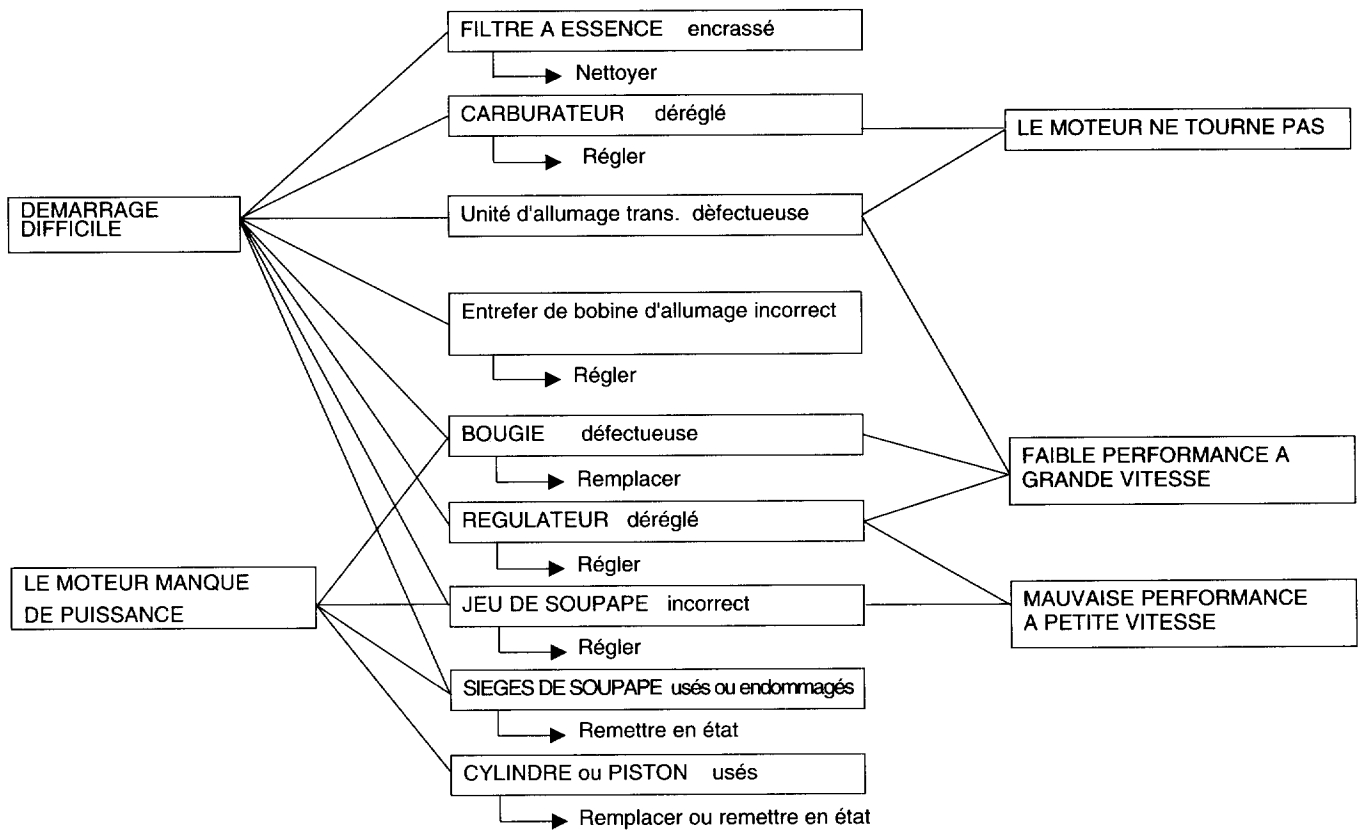 FILTRE A ESSENCE encrassé
Nettoyer
CARBURATEUR déréglé
Régler
LE MOTEUR NE TOURNE PAS
DEMARRAGE
DIFFICILE
Unité d'allumage trans. dèfectueuse
Entrefer de bobine d'allumage incorrect
Régler
BOUGIE défectueuse
Remplacer
FAIBLE PERFORMANCE A
GRANDE VITESSE
REGULATEUR déréglé
Régler
LE MOTEUR MANQUE
DE PUISSANCE
JEU DE SOUPAPE incorrect
Régler
MAUVAISE PERFORMANCE
A PETITE VITESSE
SIEGES DE SOUPAPE usés ou endommagés
Remettre en état
CYLINDRE ou PISTON usés
Remplacer ou remettre en état